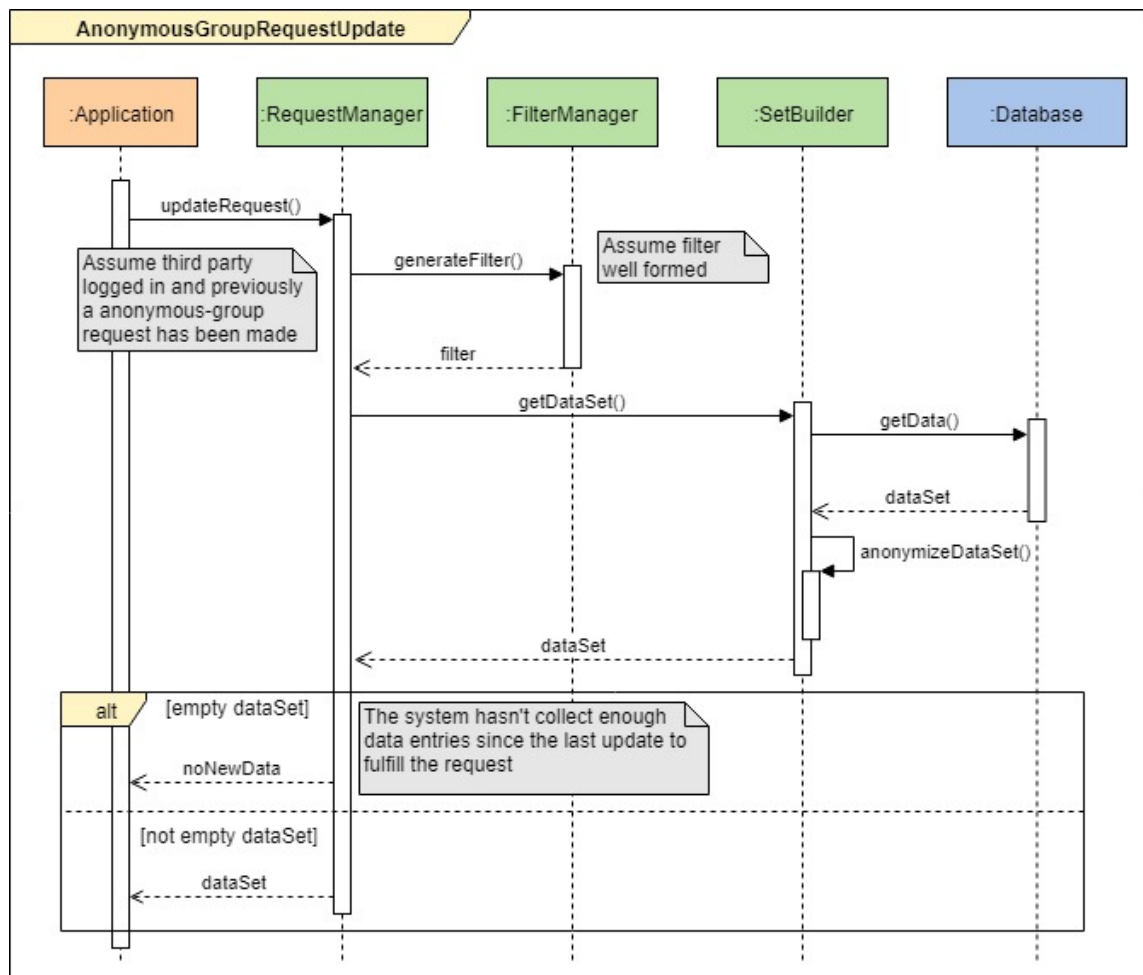 AnonymousGroupRequestUpdate
:Application
:RequestManager
:FilterManager
:SetBuilder
:Database
updateRequest()
Assume third party
logged in and previously
a anonymous-group
request has been made
generateFilter()
Assume filter
well formed
filter
getDataSet()
getData()
dataSet
anonymizeDataSet()
dataSet
alt
[empty dataSet]
The system hasn't collect enough
data entries since the last update to
fulfill the request
noNewData
[not empty dataSet]
dataSet